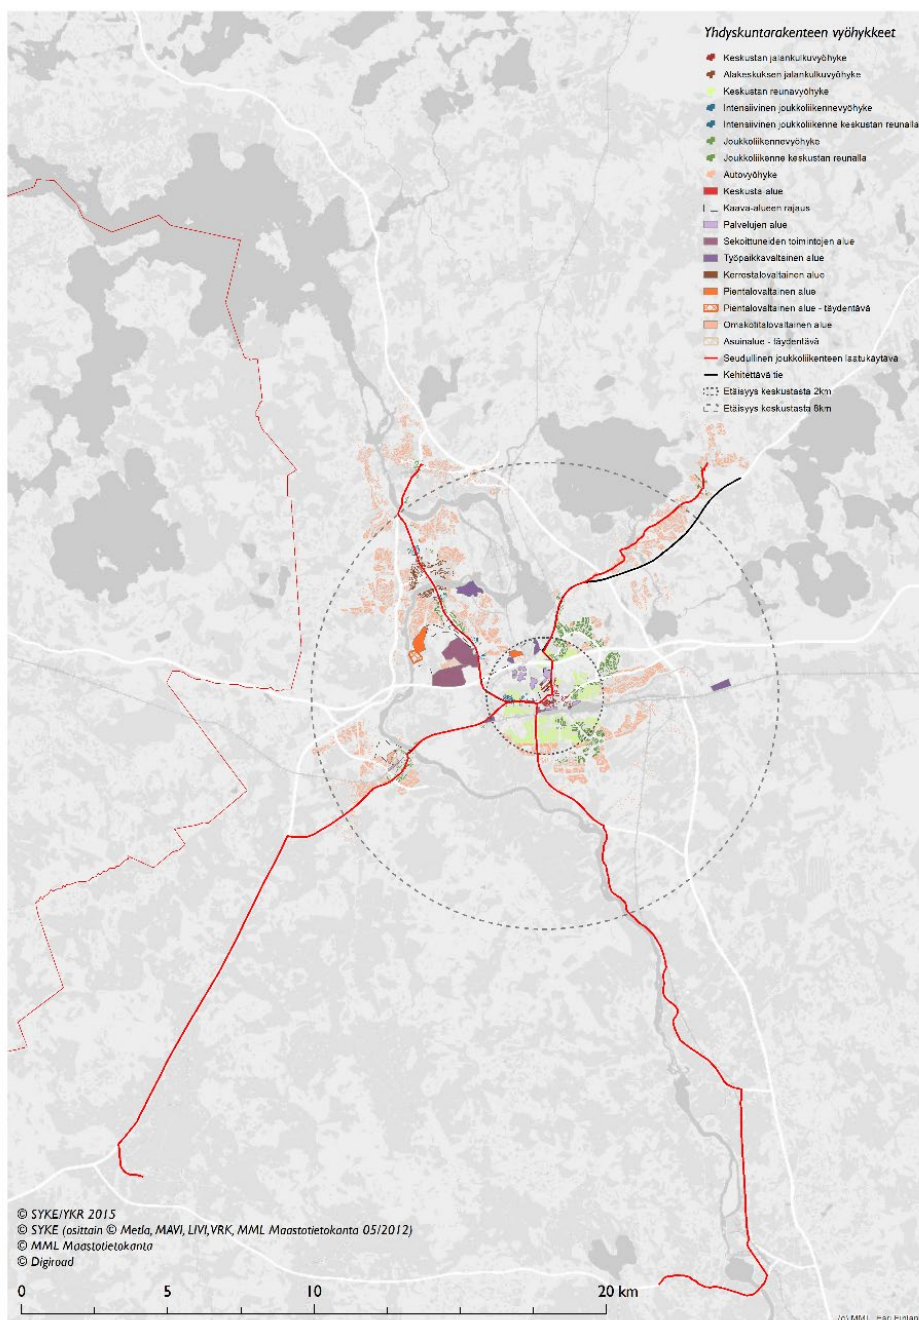 Yhdyskuntarakenteen vyöhykkeet
Keskustan jalankulkuvyöhyke
Alakeskuksen jalankulkuvyöhyke
Keskustan reunavyöhyke
Intensiivinen joukkoliikennevyöhyke
Intensiivinen joukkoliikenne keskustan reunalla
Joukkoliikennevyöhyke
Joukkoliikenne keskustan reunalla
Autovyöhyke
Keskusta alue
Kaava-alueen rajaus
Palvelujen alue
Sekoittuneiden toimintojen alue
Työpaikkavaltainen alue
Kerrostalovaltainen alue
Pientalovaltainen alue
Pientalovaltainen alue - täydentävä
Omakotitalovaltainen alue
Asuinalue - täydentävä
Seudullinen joukkoliikenteen laatukäytävä
Kehitettävä tie
Etäisyys keskustasta 2km
Etäisyys keskustasta 8km
© SYKE/YKR 2015
© SYKE (osittain © Metla, MAVI, LIVI,VRK, MML Maastotietokanta 05/2012)
© MML Maastotietokanta
© Digiroad
0 5 10 20 km
(c) MML, Esri Finland